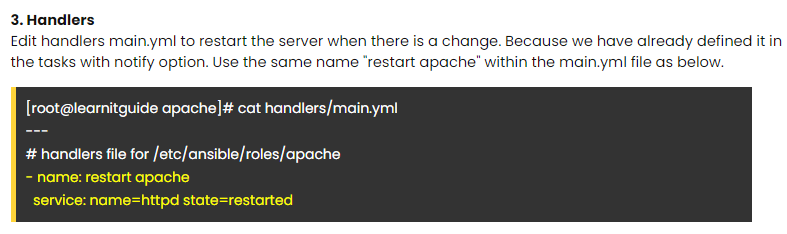 3. Handlers
Edit handlers main.yml to restart the server when there is a change. Because we have already defined it in
the tasks with notify option. Use the same name "restart apache" within the main.yml file as below.
[root@learnitguide apache]# cat handlers/main.yml
---
# handlers file for /etc/ansible/roles/apache
- name: restart apache
  service: name=httpd state=restarted